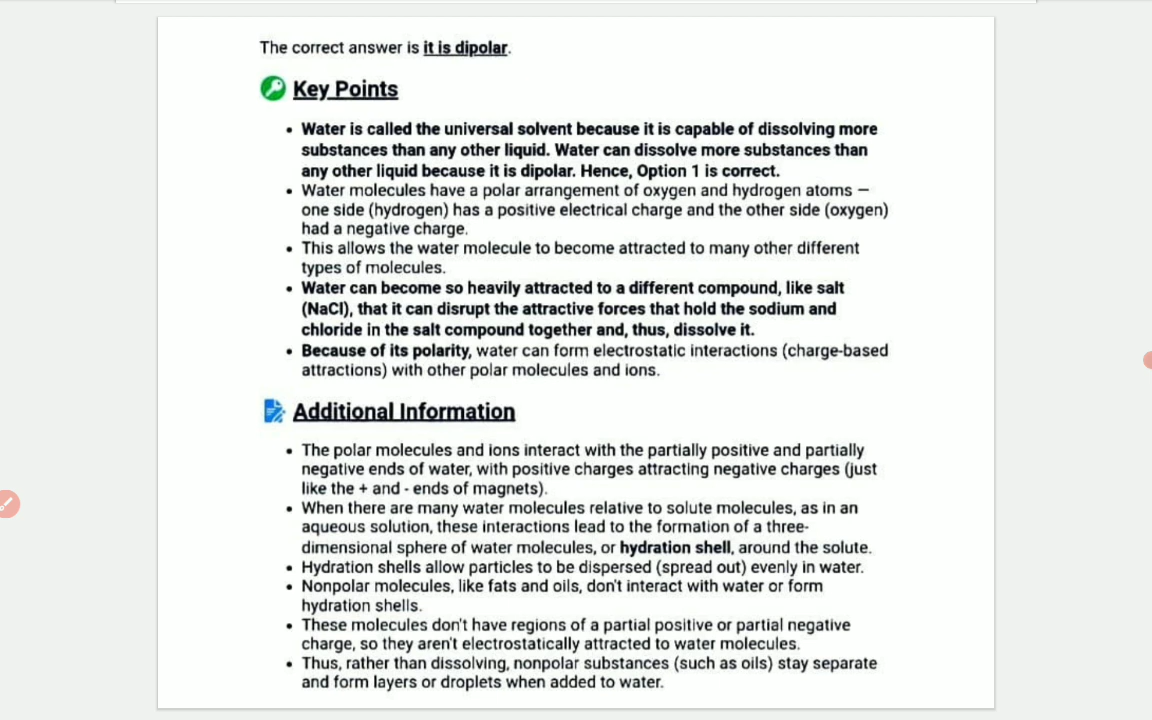 The correct answer is it is dipolar.
Key Points
• Water is called the universal solvent because it is capable of dissolving more
substances than any other liquid. Water can dissolve more substances than
any other liquid because it is dipolar. Hence, Option 1 is correct.
• Water molecules have a polar arrangement of oxygen and hydrogen atoms —
one side (hydrogen) has a positive electrical charge and the other side (oxygen)
had a negative charge.
• This allows the water molecule to become attracted to many other different
types of molecules.
• Water can become so heavily attracted to a different compound, like salt
(NaCl), that it can disrupt the attractive forces that hold the sodium and
chloride in the salt compound together and, thus, dissolve it.
• Because of its polarity, water can form electrostatic interactions (charge-based
attractions) with other polar molecules and ions.
Additional Information
• The polar molecules and ions interact with the partially positive and partially
negative ends of water, with positive charges attracting negative charges (just
like the + and - ends of magnets).
• When there are many water molecules relative to solute molecules, as in an
aqueous solution, these interactions lead to the formation of a three-
dimensional sphere of water molecules, or hydration shell, around the solute.
• Hydration shells allow particles to be dispersed (spread out) evenly in water.
• Nonpolar molecules, like fats and oils, don't interact with water or form
hydration shells.
• These molecules don't have regions of a partial positive or partial negative
charge, so they aren't electrostatically attracted to water molecules.
• Thus, rather than dissolving, nonpolar substances (such as oils) stay separate
and form layers or droplets when added to water.